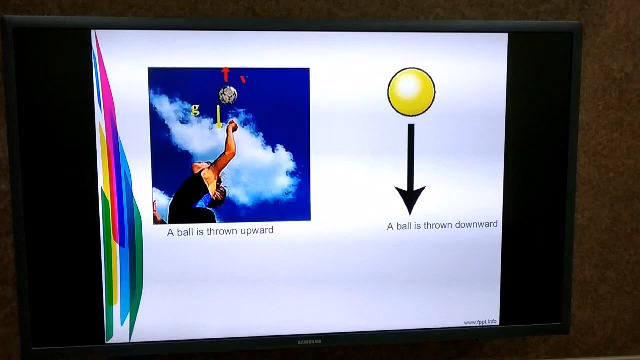 v
g
A ball is thrown upward
A ball is thrown downward
www.fppt.info
SAMSUNG